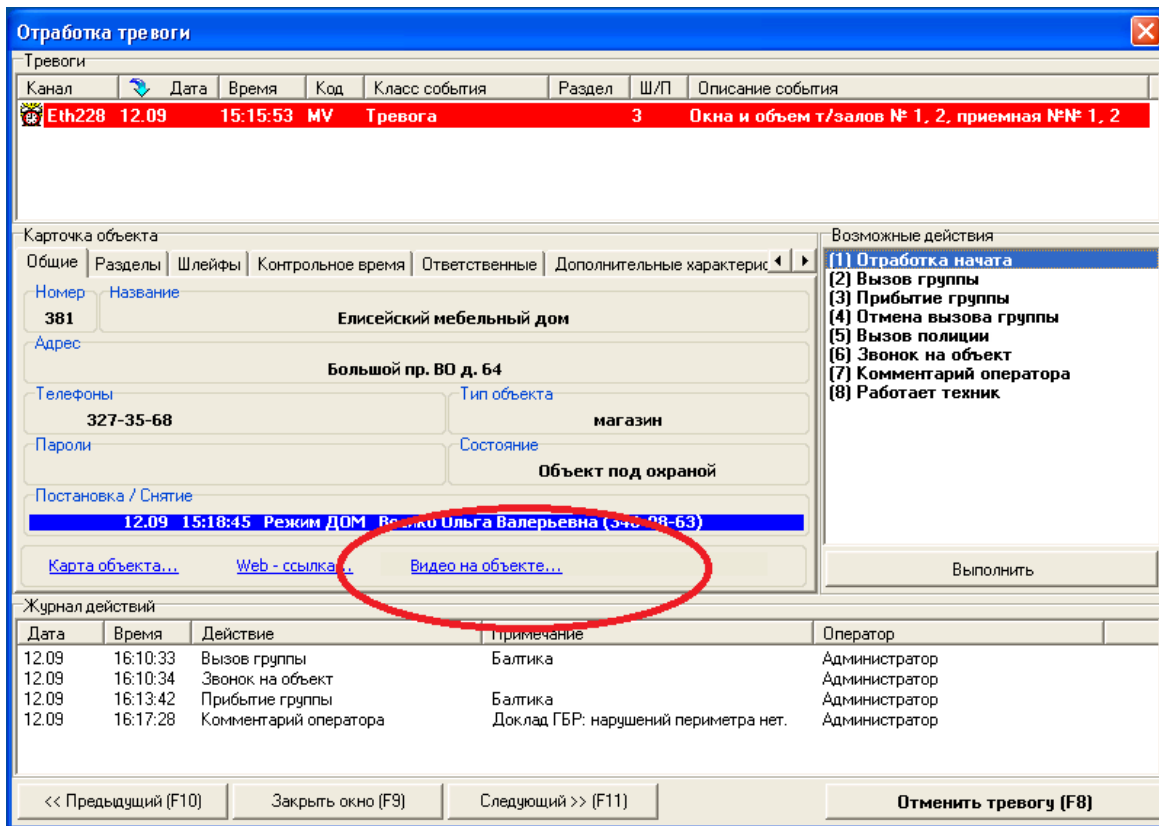 Отработка тревоги
Тревоги
Канал Дата Время Код Класс события Раздел Ш/П Описание события
Eth228 12.09 15:15:53 MV Тревога 3 Окна и объем т/залов № 1, 2, приемная №№ 1, 2
Карточка объекта
Общие Разделы Шлейфы Контрольное время Ответственные Дополнительные характерис
Номер Название
381 Елисейский мебельный дом
Адрес
Большой пр. ВО д. 64
Телефоны Тип объекта
327-35-68 магазин
Пароли Состояние
Объект под охраной
Постановка / Снятие
12.09 15:18:45 Режим ДОМ Ольга Валерьевна
Карта объекта... Web - ссылка... Видео на объекте...
Возможные действия
(1) Отработка начата
(2) Вызов группы
(3) Прибытие группы
(4) Отмена вызова группы
(5) Вызов полиции
(6) Звонок на объект
(7) Комментарий оператора
(8) Работает техник
Выполнить
Журнал действий
Дата Время Действие Примечание Оператор
12.09 16:10:33 Вызов группы Балтика Администратор
12.09 16:10:34 Звонок на объект Администратор
12.09 16:13:42 Прибытие группы Балтика Администратор
12.09 16:17:28 Комментарий оператора Доклад ГБР: нарушений периметра нет. Администратор
<< Предыдущий (F10) Закрыть окно (F9) Следующий >> (F11) Отменить тревогу (F8)